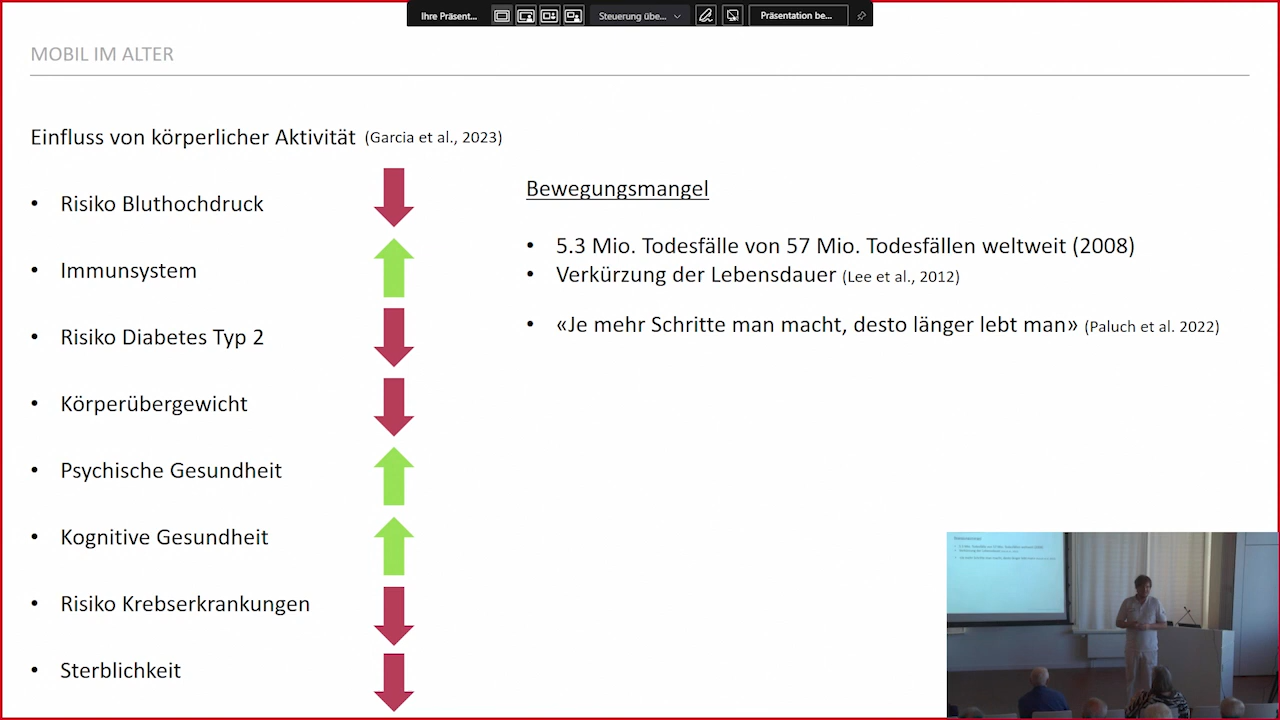 Ihre Präsent...
Steuerung übe...
Präsentation be...
MOBIL IM ALTER
Einfluss von körperlicher Aktivität (Garcia et al., 2023)
• Risiko Bluthochdruck
• Immunsystem
• Risiko Diabetes Typ 2
• Körperübergewicht
• Psychische Gesundheit
• Kognitive Gesundheit
• Risiko Krebserkrankungen
• Sterblichkeit
Bewegungsmangel
• 5.3 Mio. Todesfälle von 57 Mio. Todesfällen weltweit (2008)
• Verkürzung der Lebensdauer (Lee et al., 2012)
• «Je mehr Schritte man macht, desto länger lebt man» (Paluch et al. 2022)